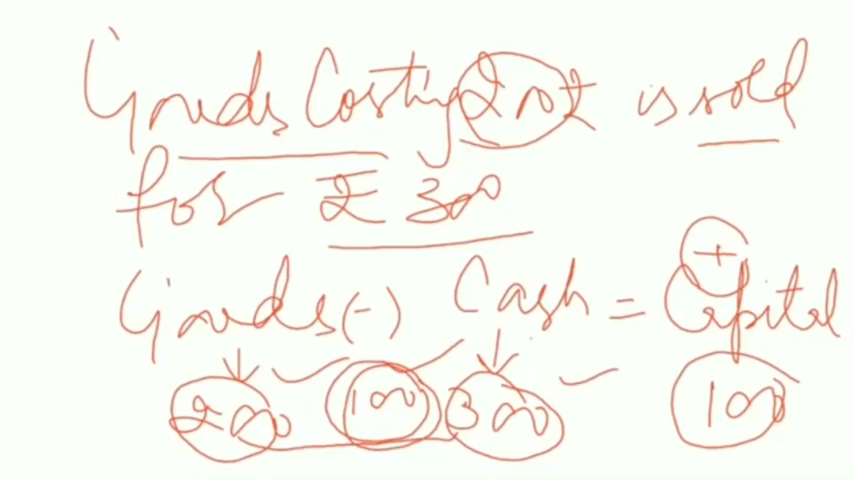 Goods Costing 200 ₹ is sold
for ₹ 300
+
Goods (-) Cash = Capital
200 100 300 100